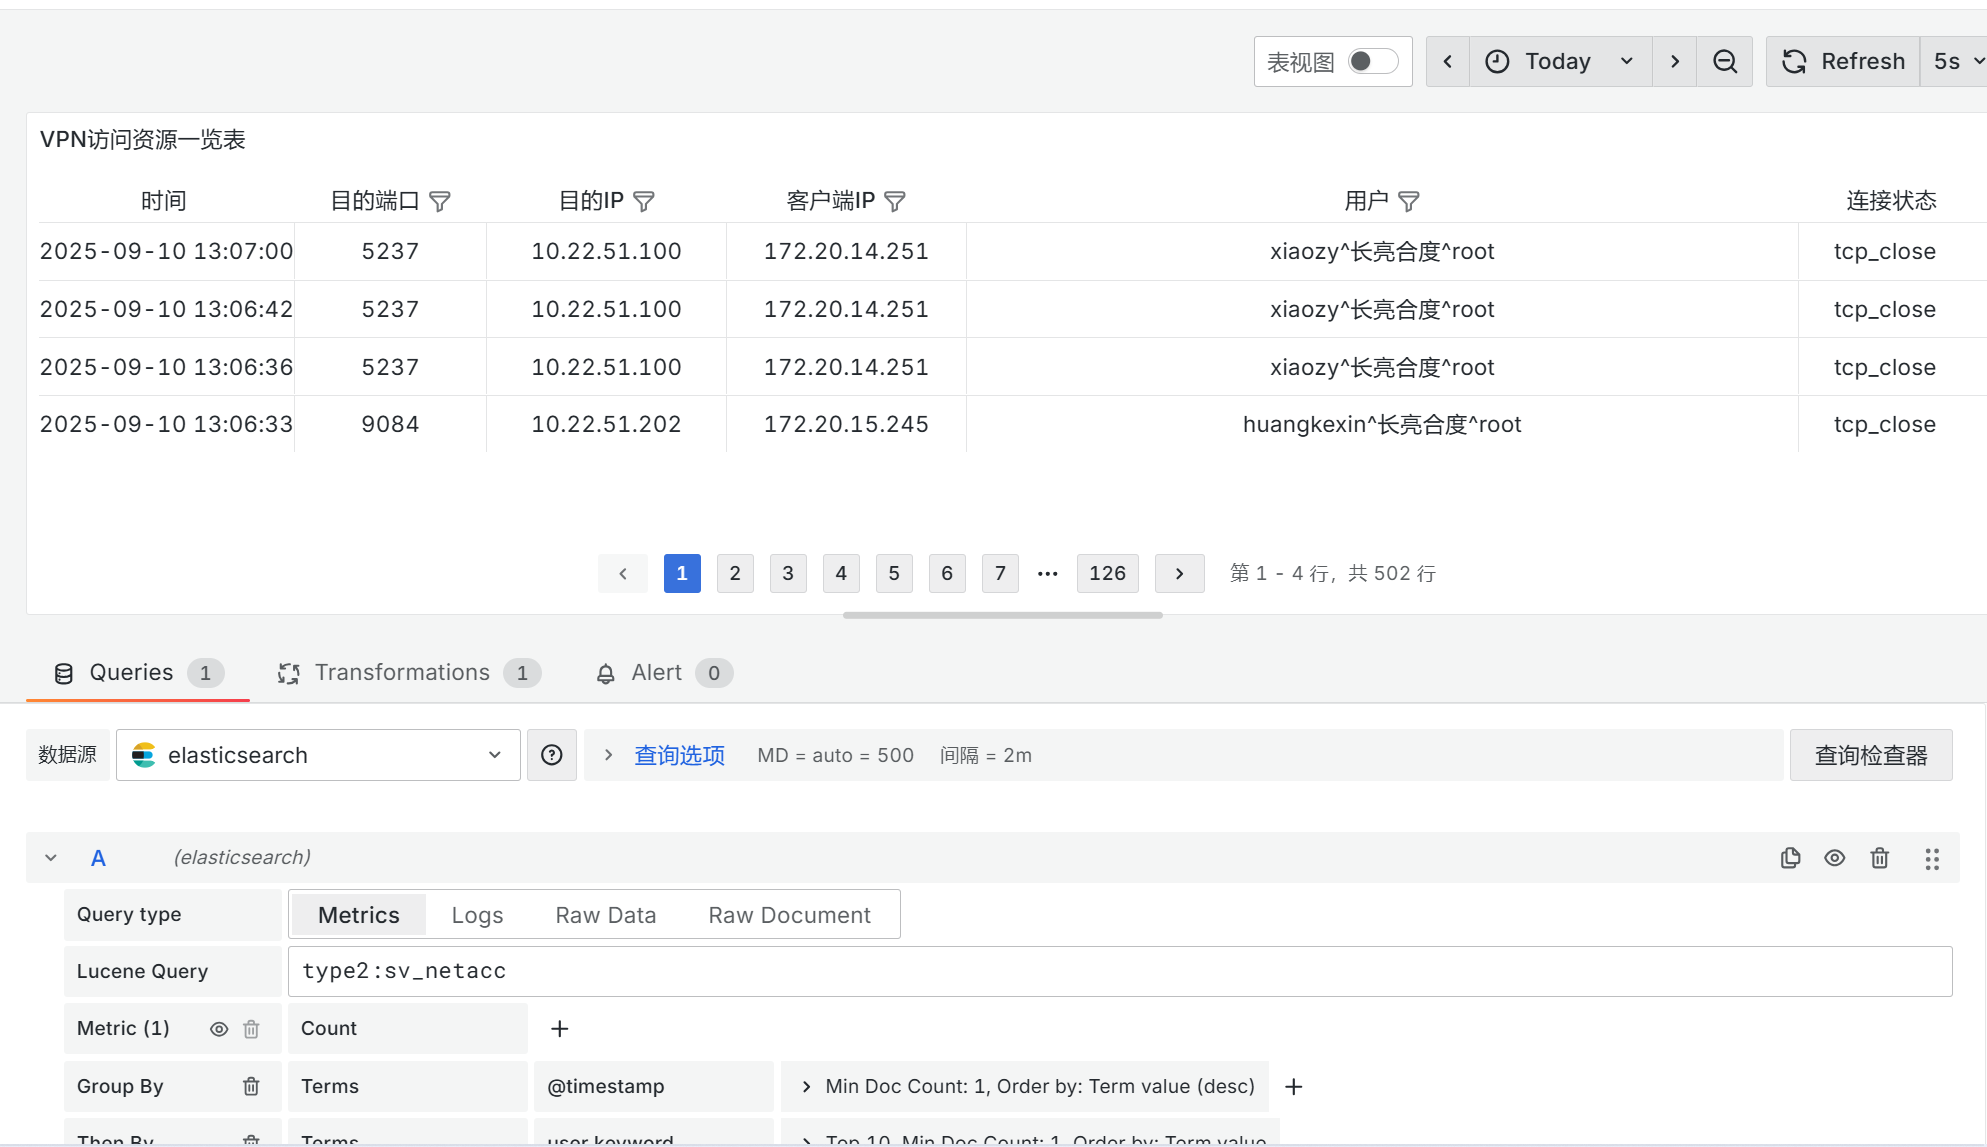 表视图 Today Refresh 5s
VPN访问资源一览表
时间 目的端口 目的IP 客户端IP 用户 连接状态
2025-09-10 13:07:00 5237 10.22.51.100 172.20.14.251 xiaozy^长亮合度^root tcp_close
2025-09-10 13:06:42 5237 10.22.51.100 172.20.14.251 xiaozy^长亮合度^root tcp_close
2025-09-10 13:06:36 5237 10.22.51.100 172.20.14.251 xiaozy^长亮合度^root tcp_close
2025-09-10 13:06:33 9084 10.22.51.202 172.20.15.245 huangkexin^长亮合度^root tcp_close
1 2 3 4 5 6 7 ··· 126 第 1 - 4 行，共 502 行
Queries 1 Transformations 1 Alert 0
数据源 elasticsearch 查询选项 MD = auto = 500 间隔 = 2m 查询检查器
A (elasticsearch)
Query type Metrics Logs Raw Data Raw Document
Lucene Query type2:sv_netacc
Metric (1) Count
Group By Terms @timestamp Min Doc Count: 1, Order by: Term value (desc)
Then By Terms user.keyword Top 10, Min Doc Count: 1, Order by: Term value